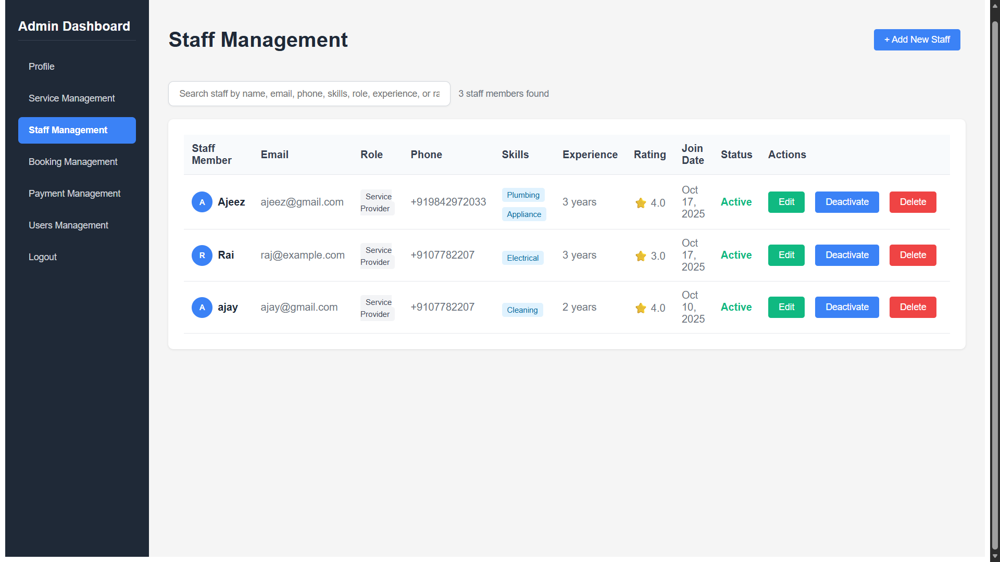 Admin Dashboard
Profile
Service Management
Staff Management
Booking Management
Payment Management
Users Management
Logout
Staff Management
+ Add New Staff
Search staff by name, email, phone, skills, role, experience, or ra
3 staff members found
Staff Member Email Role Phone Skills Experience Rating Join Date Status Actions
A Ajeez ajeez@gmail.com Service Provider +919842972033 Plumbing Appliance 3 years 4.0 Oct 17, 2025 Active Edit Deactivate Delete
R Rai raj@example.com Service Provider +9107782207 Electrical 3 years 3.0 Oct 17, 2025 Active Edit Deactivate Delete
A ajay ajay@gmail.com Service Provider +9107782207 Cleaning 2 years 4.0 Oct 10, 2025 Active Edit Deactivate Delete